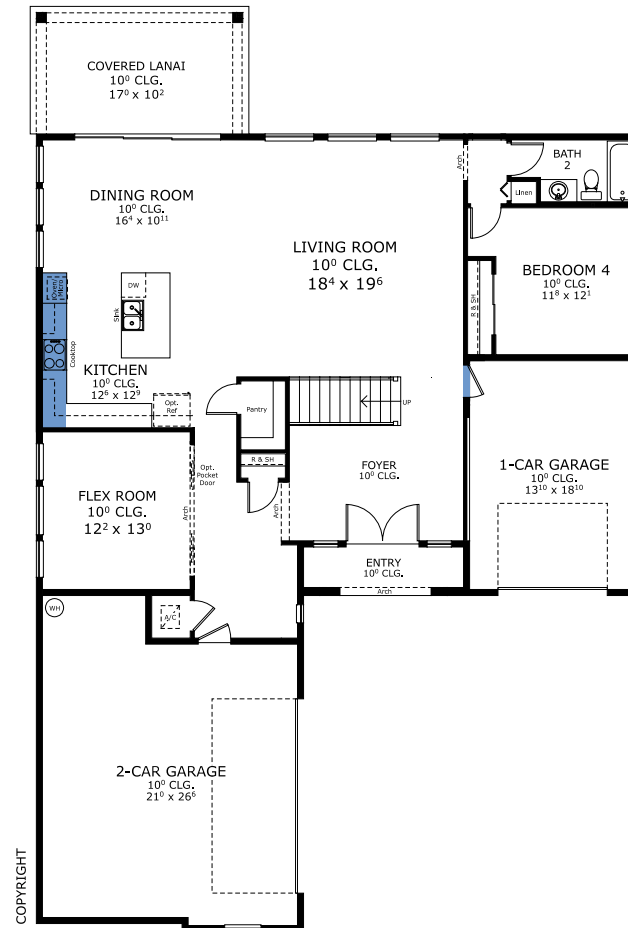 COVERED LANAI
10⁰ CLG.
17⁰ x 10²
Arch
BATH
2
Linen
DINING ROOM
10⁰ CLG.
16⁴ x 10¹¹
LIVING ROOM
10⁰ CLG.
18⁴ x 19⁶
BEDROOM 4
10⁰ CLG.
11⁸ x 12¹
R & SH
Oven/
Micro
DW
Sink
Cooktop
KITCHEN
10⁰ CLG.
12⁶ x 12⁹
Opt.
Ref
Pantry
UP
R & SH
FOYER
10⁰ CLG.
1-CAR GARAGE
10⁰ CLG.
13¹⁰ x 18¹⁰
Opt.
Pocket
Door
FLEX ROOM
10⁰ CLG.
12² x 13⁰
Arch
Arch
ENTRY
10⁰ CLG.
Arch
WH
A/C
2-CAR GARAGE
10⁰ CLG.
21⁰ x 26⁶
COPYRIGHT